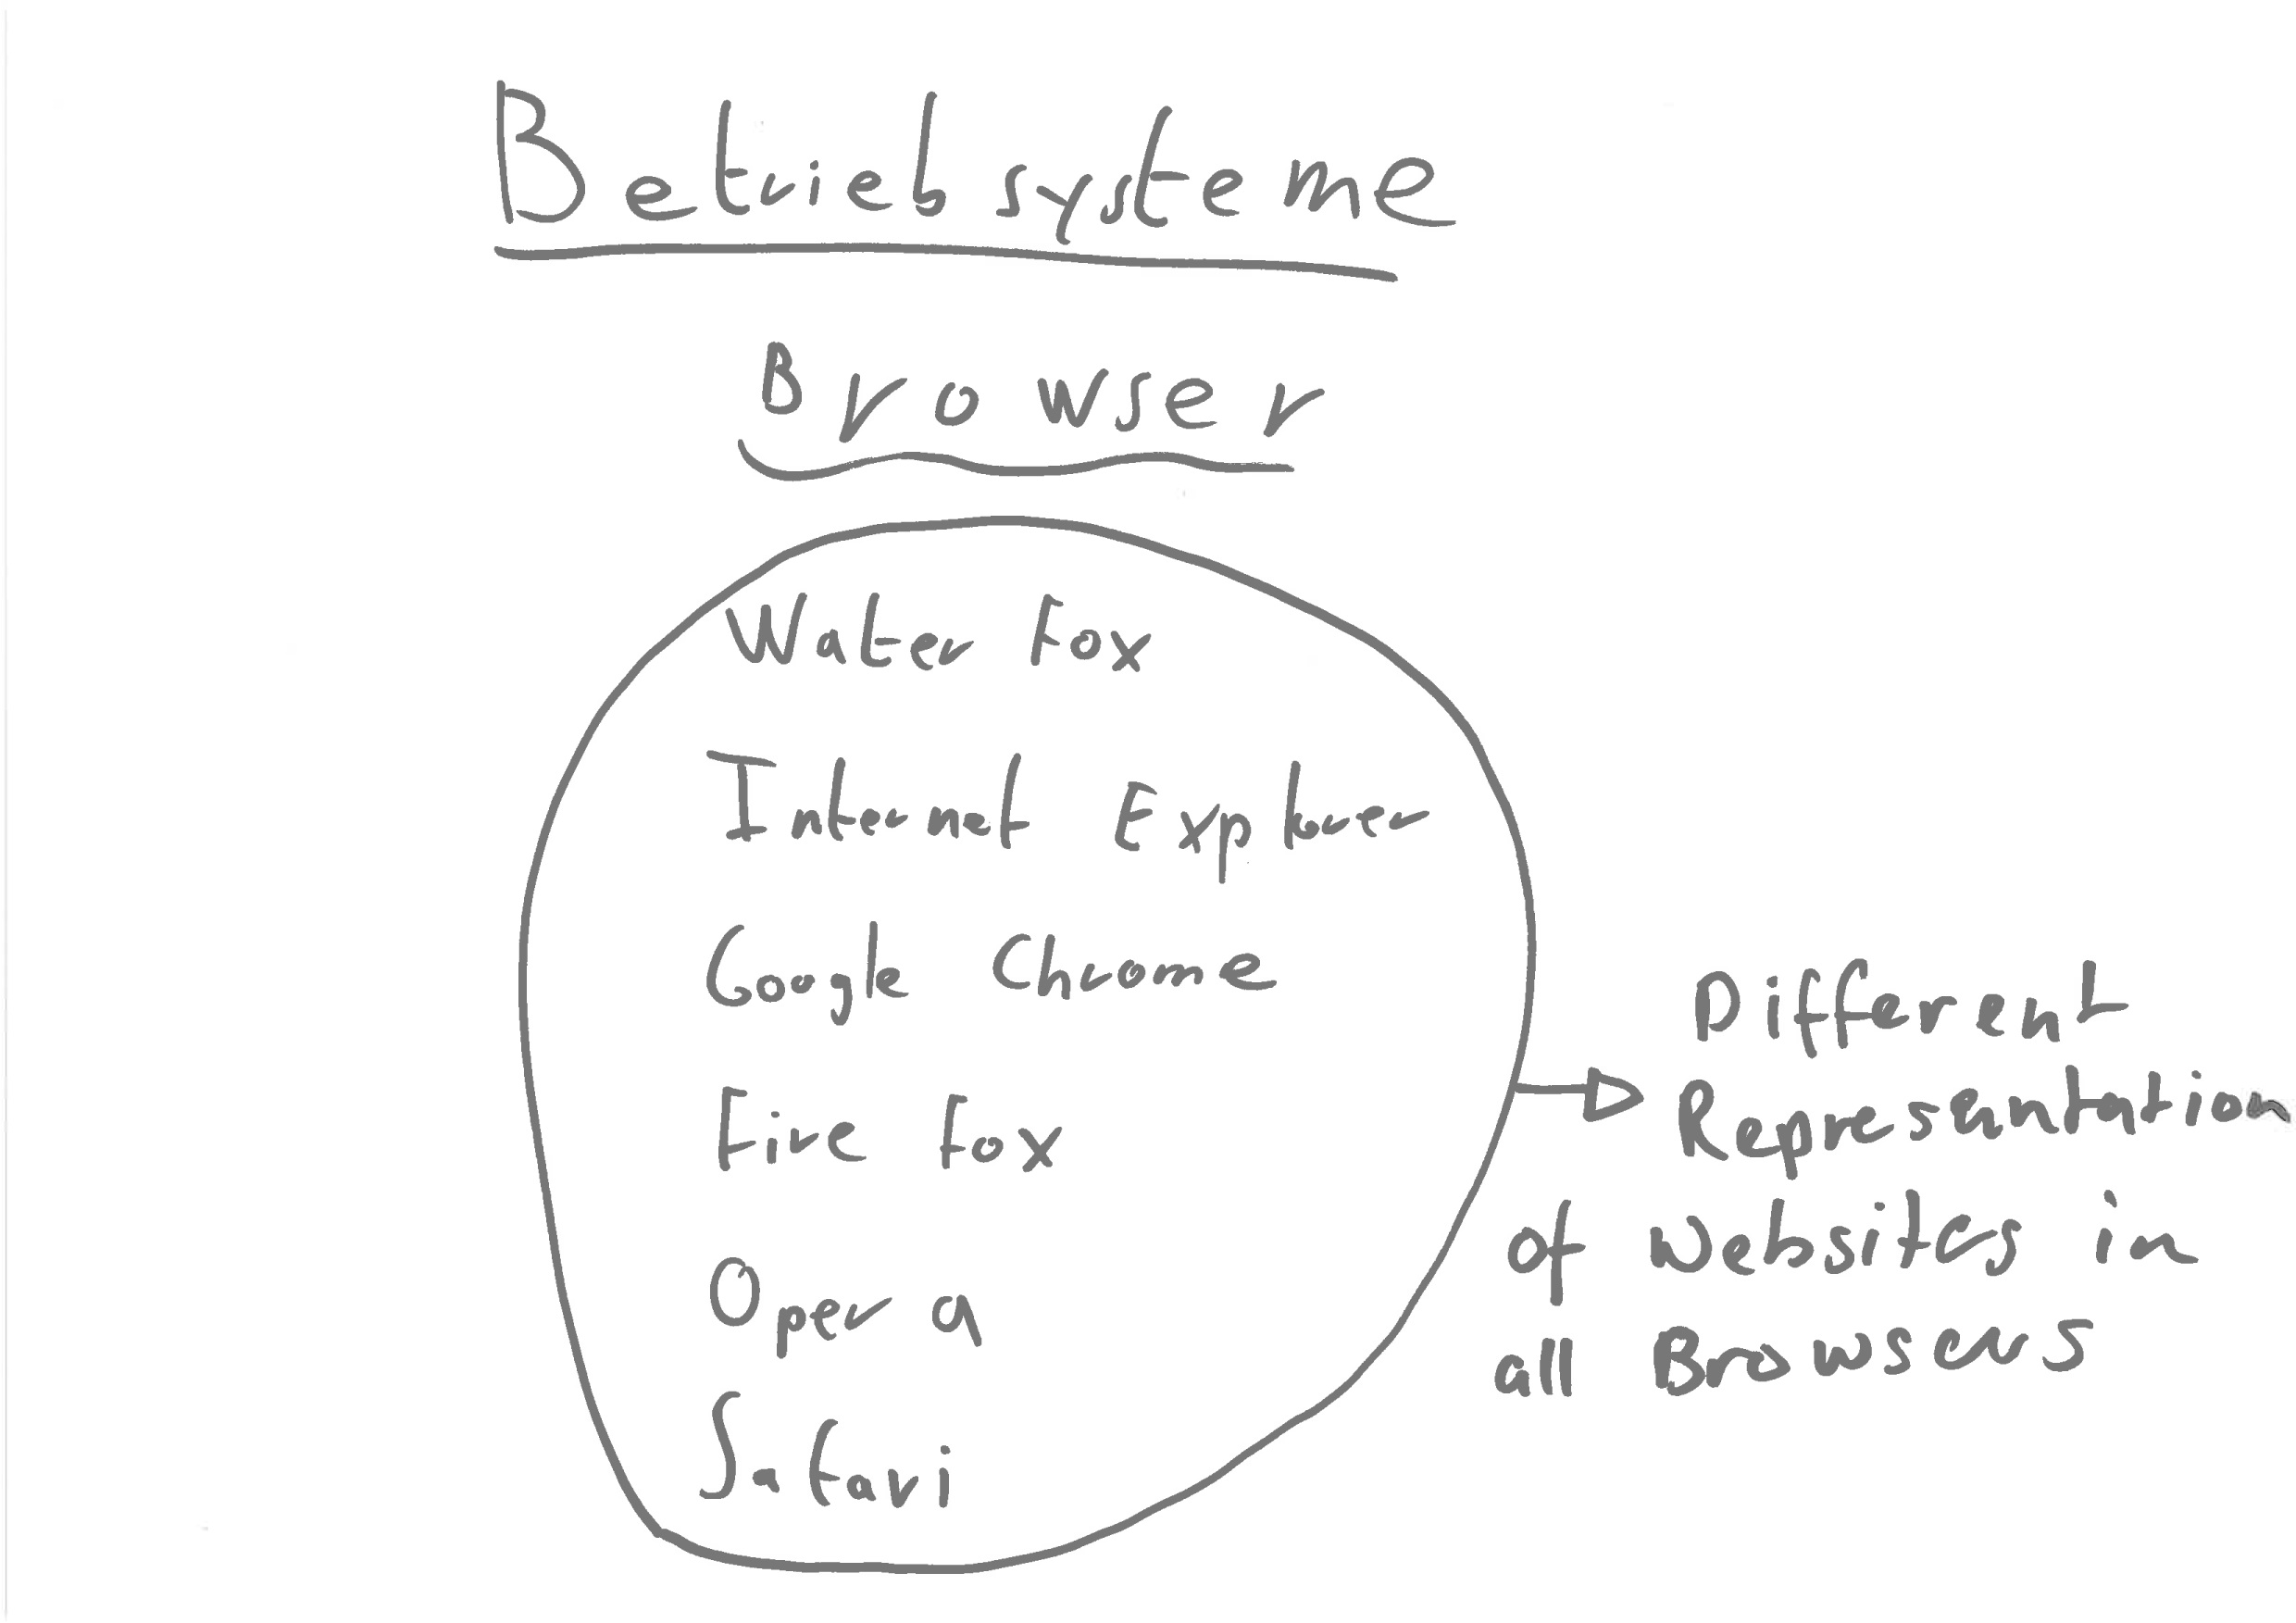 Betriebsysteme
Browser
Water Fox
Internet Explorer
Google Chrome
Fire Fox
Opera
Safari
Different
Representation
of Websites in
all Browsers